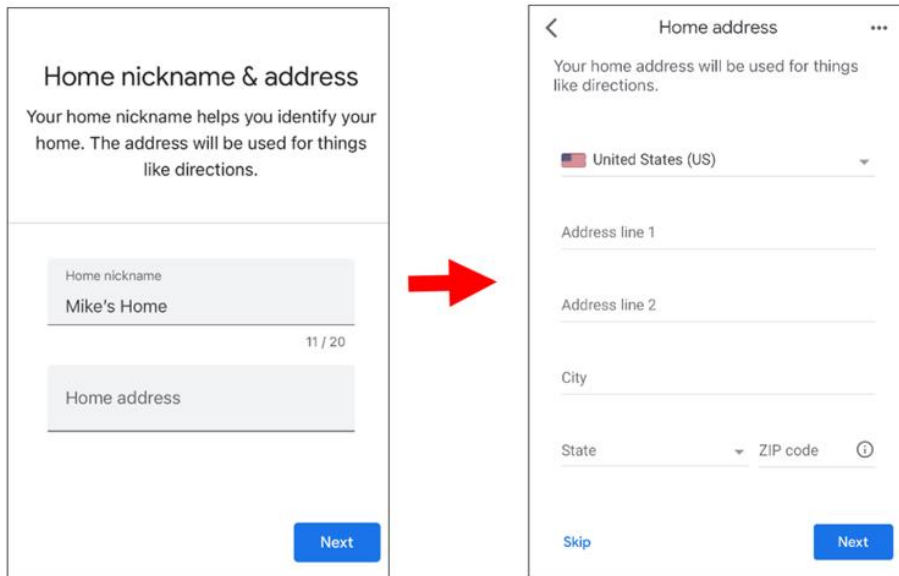 Home nickname & address
Your home nickname helps you identify your
home. The address will be used for things
like directions.
Home nickname
Mike's Home
11 / 20
Home address
Next
Home address
Your home address will be used for things
like directions.
United States (US)
Address line 1
Address line 2
City
State
ZIP code
Skip
Next